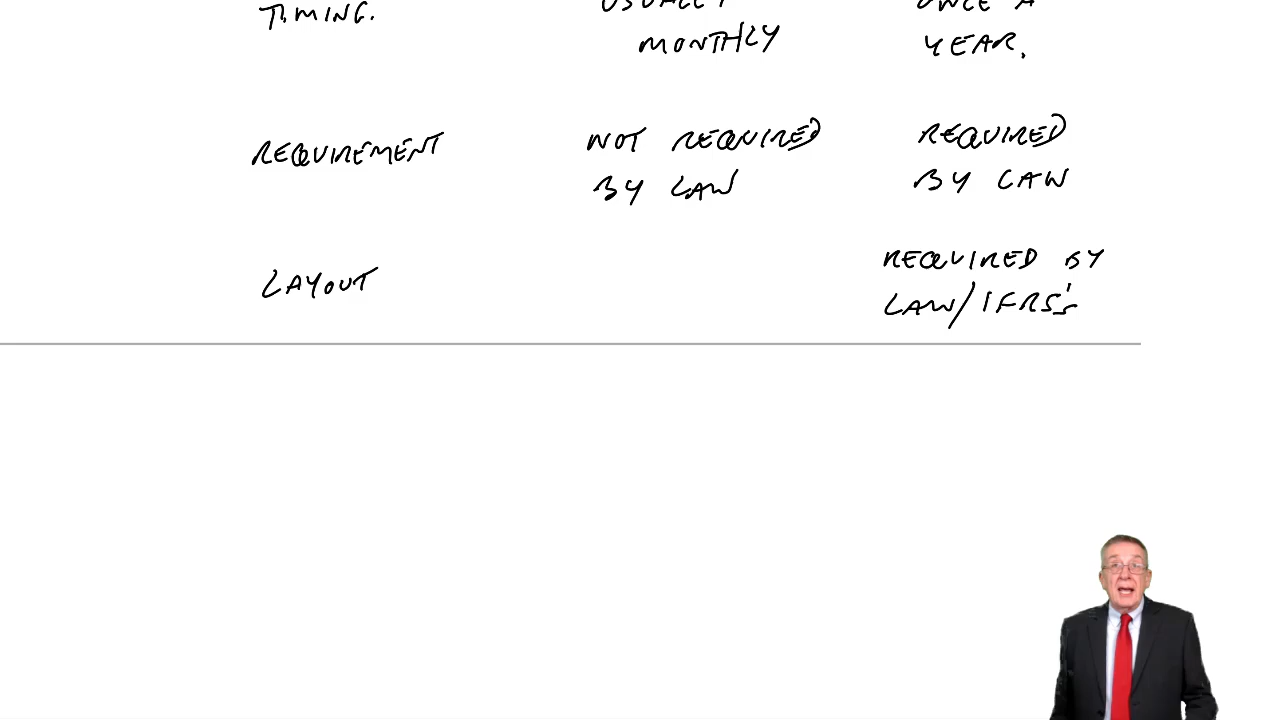 TIMING.
MONTHLY
YEAR.
REQUIREMENT
NOT REQUIRED
BY LAW
REQUIRED
BY LAW
LAYOUT
REQUIRED BY
LAW/IFRS's